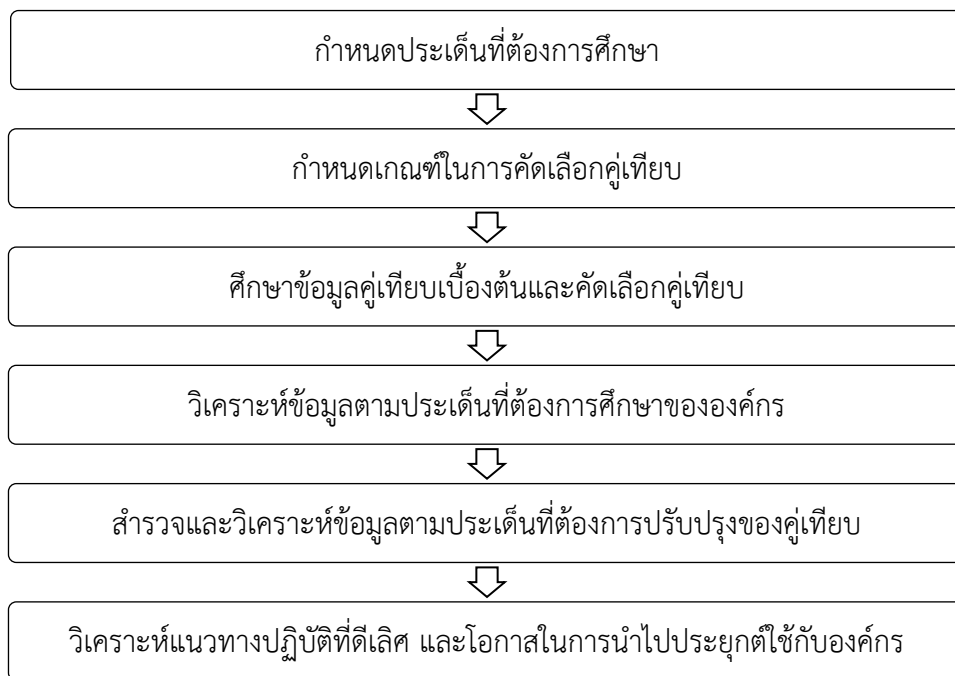 กำหนดประเด็นที่ต้องการศึกษา
กำหนดเกณฑ์ในการคัดเลือกคู่เทียบ
ศึกษาข้อมูลคู่เทียบเบื้องต้นและคัดเลือกคู่เทียบ
วิเคราะห์ข้อมูลตามประเด็นที่ต้องการศึกษาขององค์กร
สำรวจและวิเคราะห์ข้อมูลตามประเด็นที่ต้องการปรับปรุงของคู่เทียบ
วิเคราะห์แนวทางปฏิบัติที่ดีเลิศ และโอกาสในการนำไปประยุกต์ใช้กับองค์กร